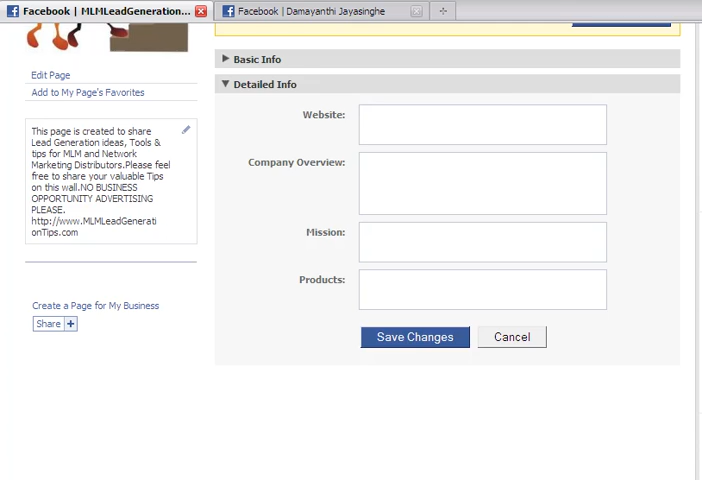 Facebook | MLMLeadGeneration...
Facebook | Damayanthi Jayasinghe
Edit Page
Add to My Page's Favorites
This page is created to share
Lead Generation ideas, Tools &
tips for MLM and Network
Marketing Distributors.Please feel
free to share your valuable Tips
on this wall.NO BUSINESS
OPPORTUNITY ADVERTISING
PLEASE.
http://www.MLMLeadGenerati
onTips.com
Create a Page for My Business
Share +
Basic Info
Detailed Info
Website:
Company Overview:
Mission:
Products:
Save Changes
Cancel